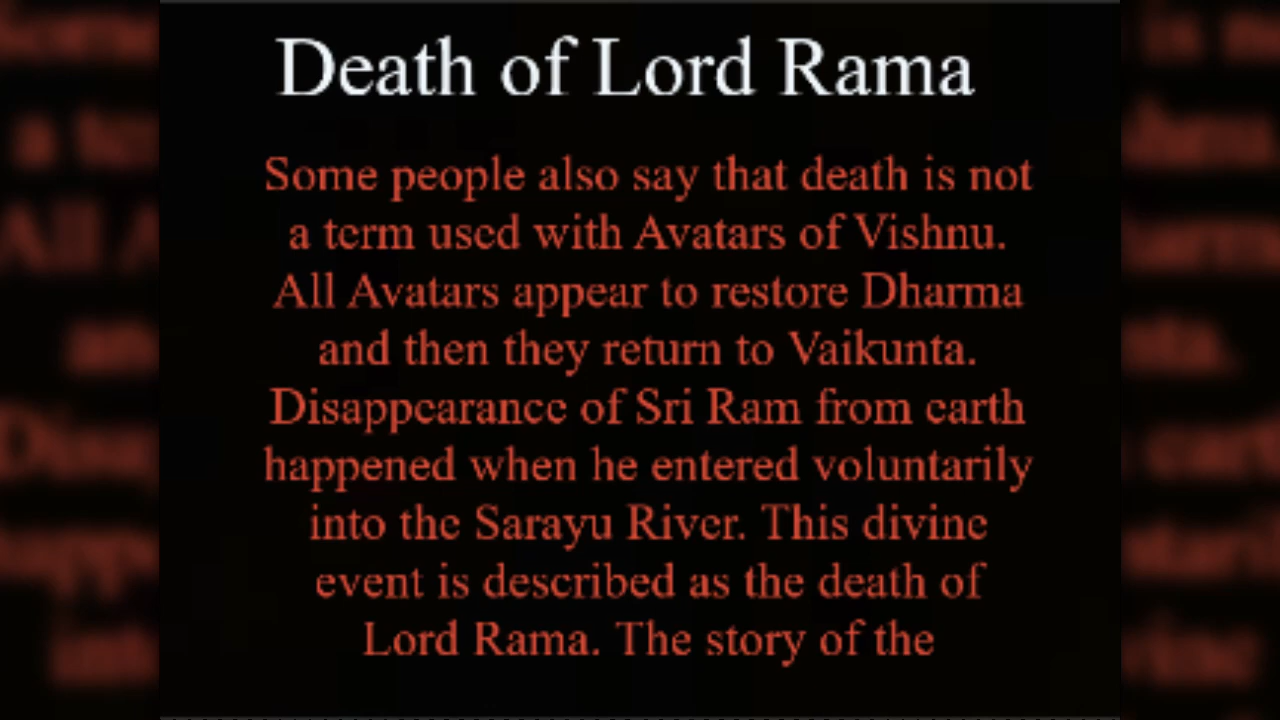 Death of Lord Rama
Some people also say that death is not
a term used with Avatars of Vishnu.
All Avatars appear to restore Dharma
and then they return to Vaikunta.
Disappearance of Sri Ram from earth
happened when he entered voluntarily
into the Sarayu River. This divine
event is described as the death of
Lord Rama. The story of the